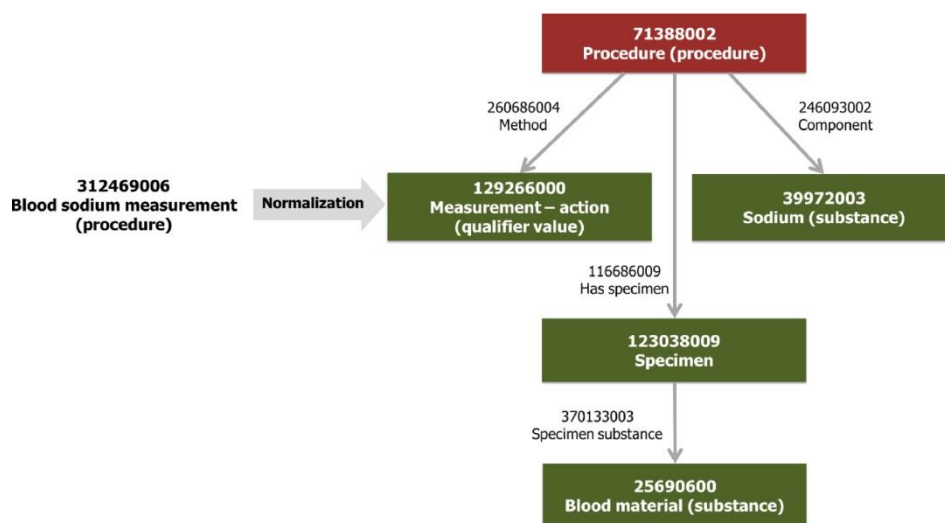 71388002
Procedure (procedure)
260686004
Method
246093002
Component
312469006
Blood sodium measurement
(procedure)
Normalization
129266000
Measurement – action
(qualifier value)
39972003
Sodium (substance)
116686009
Has specimen
123038009
Specimen
370133003
Specimen substance
25690600
Blood material (substance)